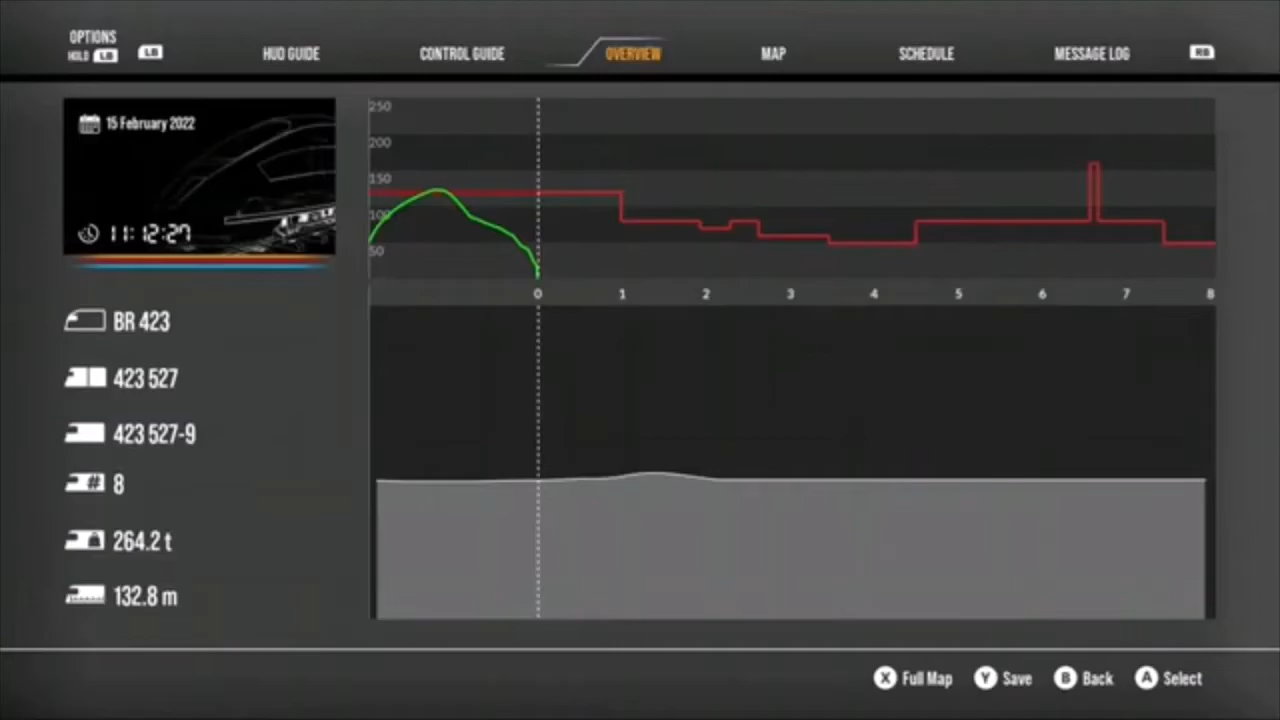 OPTIONS
HOLD LB LB HUD GUIDE CONTROL GUIDE OVERVIEW MAP SCHEDULE MESSAGE LOG RB
15 February 2022
11:12:27
BR 423
423 527
423 527-9
# 8
264.2 t
132.8 m
250
200
150
100
50
0 1 2 3 4 5 6 7 8
X Full Map Y Save B Back A Select